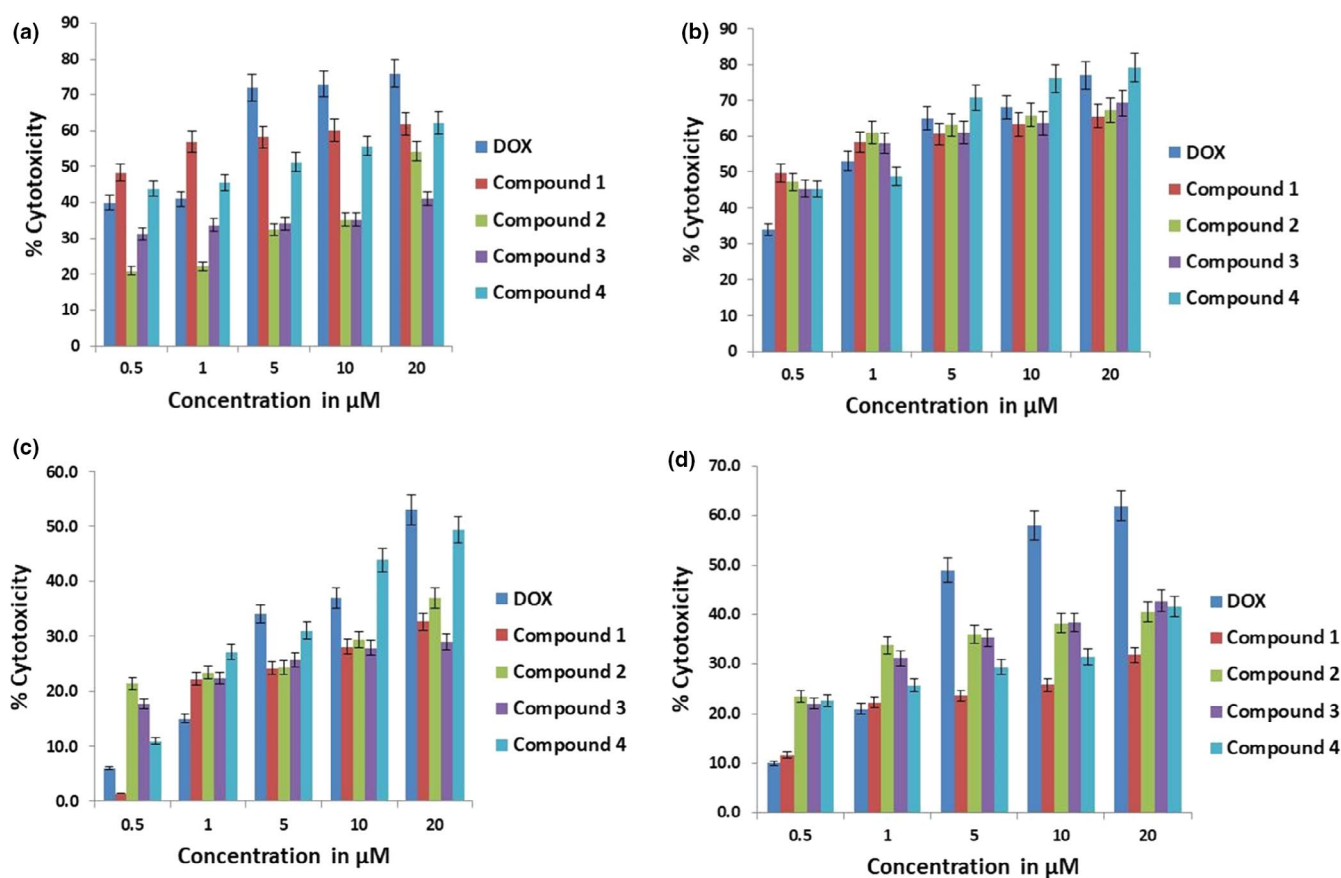 (a)
90
80
70
60
50
40
30
20
10
0
% Cytotoxicity
0.5 1 5 10 20
Concentration in µM
DOX
Compound 1
Compound 2
Compound 3
Compound 4
(b)
90
80
70
60
50
40
30
20
10
0
% Cytotoxicity
0.5 1 5 10 20
Concentration in µM
DOX
Compound 1
Compound 2
Compound 3
Compound 4
(c)
60.0
50.0
40.0
30.0
20.0
10.0
0.0
% Cytotoxicity
0.5 1 5 10 20
Concentration in µM
DOX
Compound 1
Compound 2
Compound 3
Compound 4
(d)
70.0
60.0
50.0
40.0
30.0
20.0
10.0
0.0
% Cytotoxicity
0.5 1 5 10 20
Concentration in µM
DOX
Compound 1
Compound 2
Compound 3
Compound 4